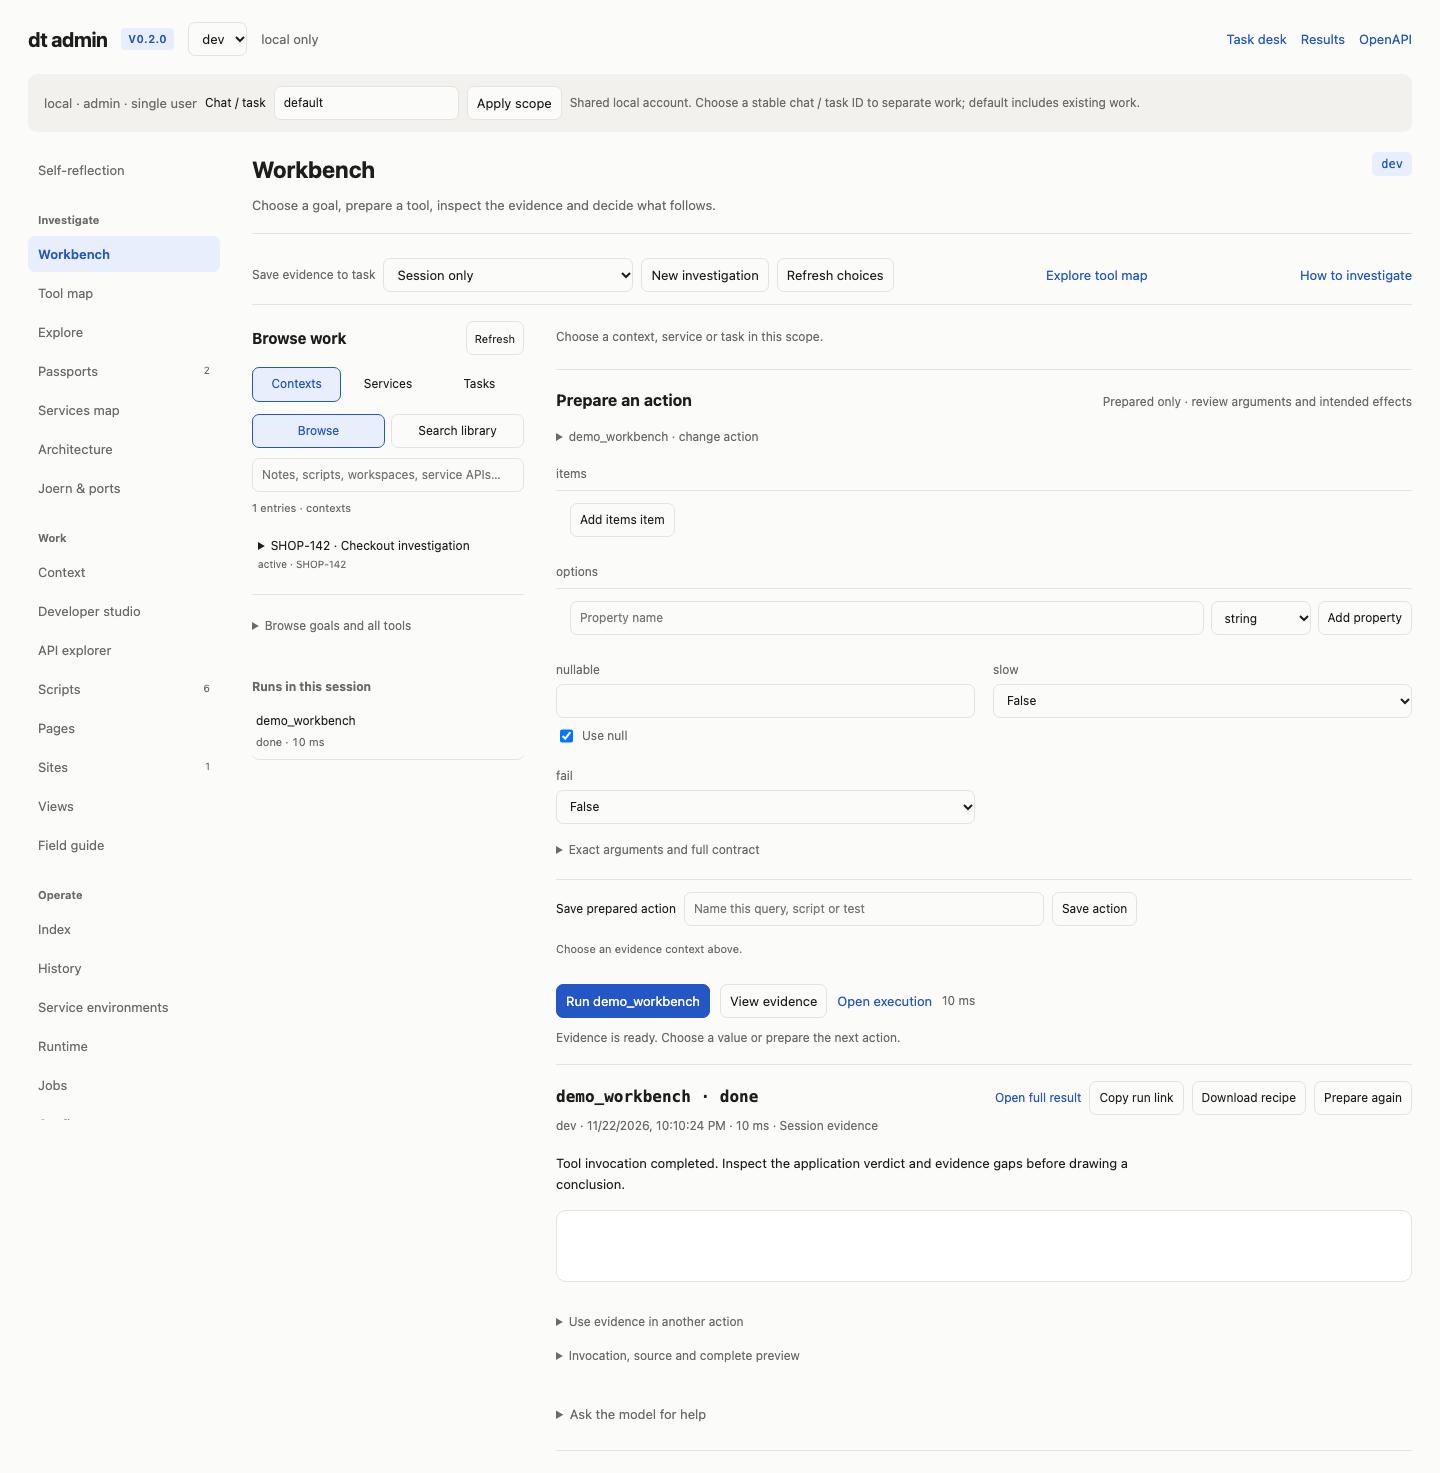 dt admin V0.2.0 dev local only Task desk Results OpenAPI
local · admin · single user Chat / task default Apply scope Shared local account. Choose a stable chat / task ID to separate work; default includes existing work.
Self-reflection
Investigate
Workbench
Tool map
Explore
Passports 2
Services map
Architecture
Joern & ports
Work
Context
Developer studio
API explorer
Scripts 6
Pages
Sites 1
Views
Field guide
Operate
Index
History
Service environments
Runtime
Jobs
Workbench dev
Choose a goal, prepare a tool, inspect the evidence and decide what follows.
Save evidence to task Session only New investigation Refresh choices Explore tool map How to investigate
Browse work Refresh
Contexts Services Tasks
Browse Search library
Notes, scripts, workspaces, service APIs...
1 entries · contexts
SHOP-142 · Checkout investigation
active · SHOP-142
Browse goals and all tools
Runs in this session
demo_workbench
done · 10 ms
Choose a context, service or task in this scope.
Prepare an action Prepared only · review arguments and intended effects
demo_workbench · change action
items
Add items item
options
Property name string Add property
nullable slow
False
Use null
fail
False
Exact arguments and full contract
Save prepared action Name this query, script or test Save action
Choose an evidence context above.
Run demo_workbench View evidence Open execution 10 ms
Evidence is ready. Choose a value or prepare the next action.
demo_workbench · done Open full result Copy run link Download recipe Prepare again
dev · 11/22/2026, 10:10:24 PM · 10 ms · Session evidence
Tool invocation completed. Inspect the application verdict and evidence gaps before drawing a
conclusion.
Use evidence in another action
Invocation, source and complete preview
Ask the model for help